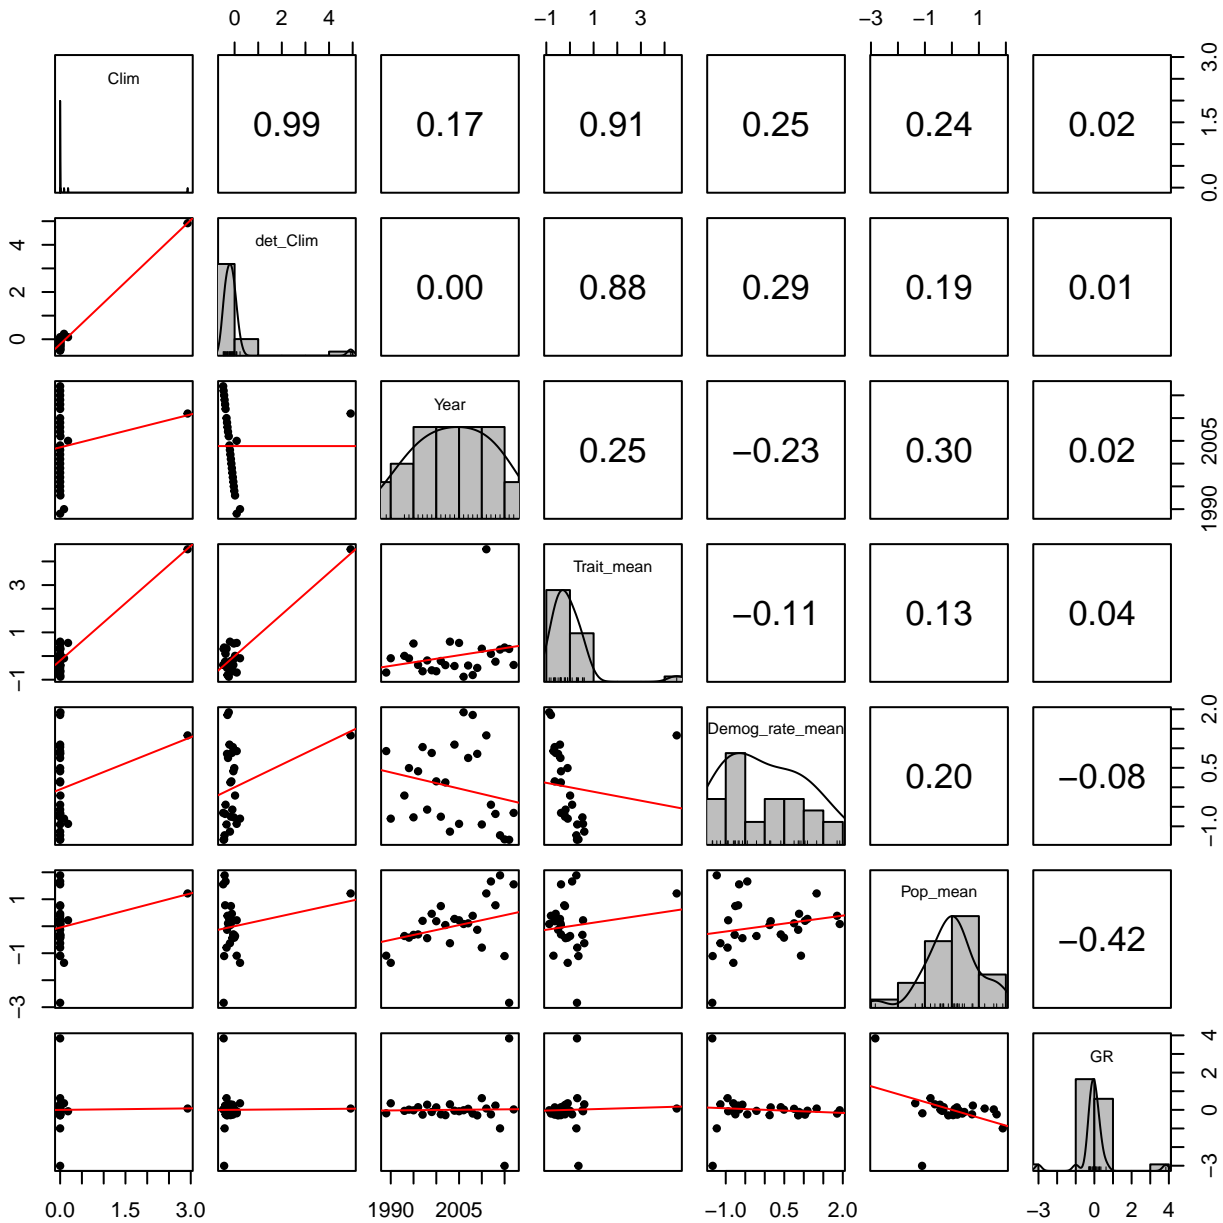 0 2 4 −1 1 3 −3 −1 1
Clim 0.99 0.17 0.91 0.25 0.24 0.02 0.0 1.5 3.0
0 2 4 det_Clim 0.00 0.88 0.29 0.19 0.01
Year 0.25 −0.23 0.30 0.02 1990 2005
−1 1 3 Trait_mean −0.11 0.13 0.04
Demog_rate_mean 0.20 −0.08 −1.0 0.5 2.0
−3 −1 1 Pop_mean −0.42
GR −3 0 2 4
0.0 1.5 3.0 1990 2005 −1.0 0.5 2.0 −3 0 2 4